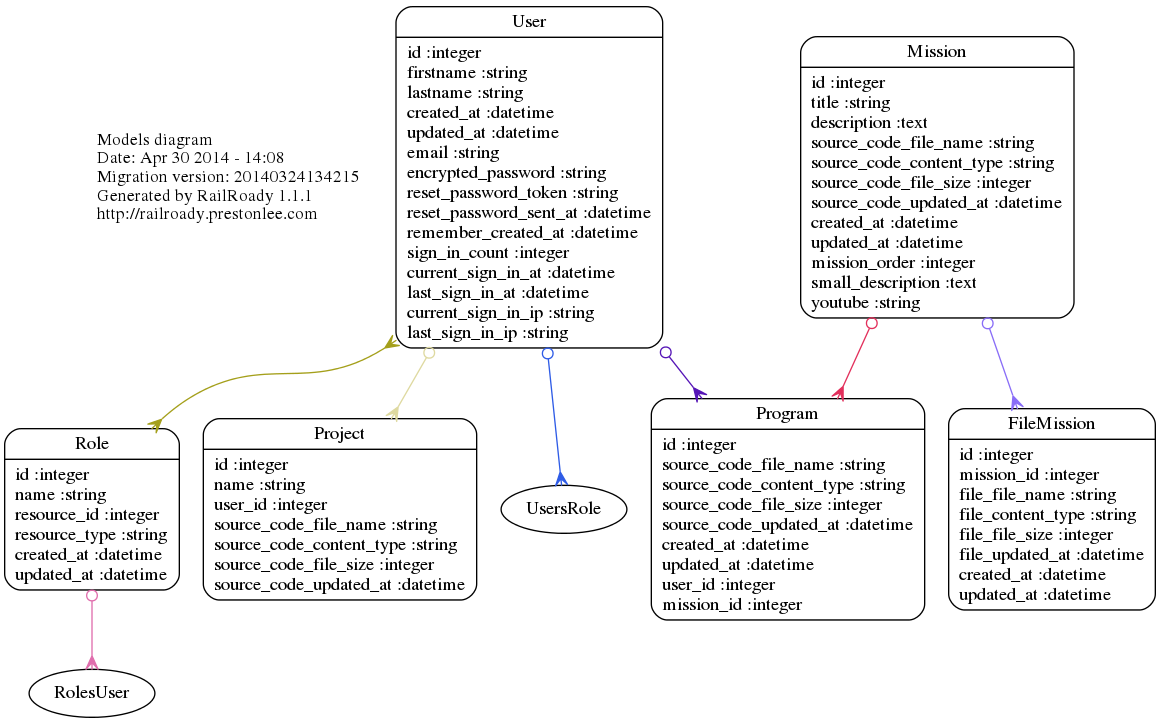 User
id :integer
firstname :string
lastname :string
created_at :datetime
updated_at :datetime
email :string
encrypted_password :string
reset_password_token :string
reset_password_sent_at :datetime
remember_created_at :datetime
sign_in_count :integer
current_sign_in_at :datetime
last_sign_in_at :datetime
current_sign_in_ip :string
last_sign_in_ip :string
Mission
id :integer
title :string
description :text
source_code_file_name :string
source_code_content_type :string
source_code_file_size :integer
source_code_updated_at :datetime
created_at :datetime
updated_at :datetime
mission_order :integer
small_description :text
youtube :string
Models diagram
Date: Apr 30 2014 - 14:08
Migration version: 20140324134215
Generated by RailRoady 1.1.1
http://railroady.prestonlee.com
Role
id :integer
name :string
resource_id :integer
resource_type :string
created_at :datetime
updated_at :datetime
Project
id :integer
name :string
user_id :integer
source_code_file_name :string
source_code_content_type :string
source_code_file_size :integer
source_code_updated_at :datetime
UsersRole
Program
id :integer
source_code_file_name :string
source_code_content_type :string
source_code_file_size :integer
source_code_updated_at :datetime
created_at :datetime
updated_at :datetime
user_id :integer
mission_id :integer
FileMission
id :integer
mission_id :integer
file_file_name :string
file_content_type :string
file_file_size :integer
file_updated_at :datetime
created_at :datetime
updated_at :datetime
RolesUser